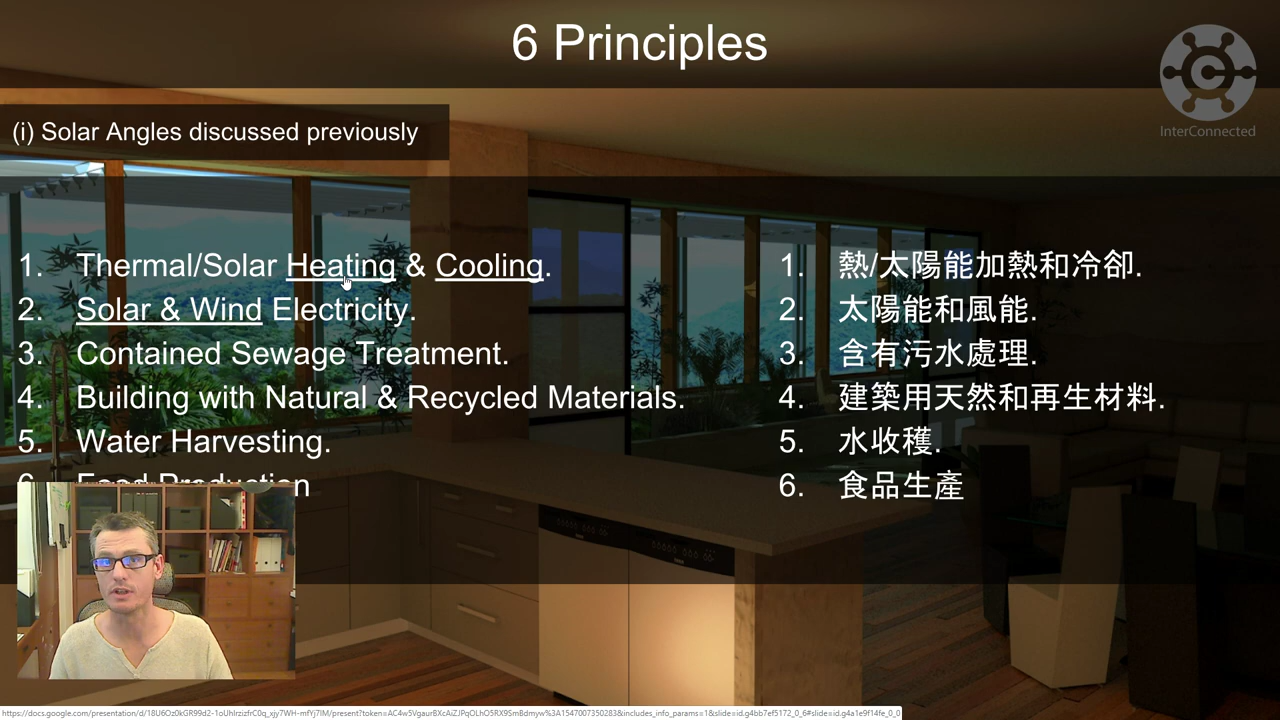 6 Principles
InterConnected
(i) Solar Angles discussed previously
1. Thermal/Solar Heating & Cooling.
2. Solar & Wind Electricity.
3. Contained Sewage Treatment.
4. Building with Natural & Recycled Materials.
5. Water Harvesting.
6. Food Production
1. 熱/太陽能加熱和冷卻.
2. 太陽能和風能.
3. 含有污水處理.
4. 建築用天然和再生材料.
5. 水收穫.
6. 食品生產